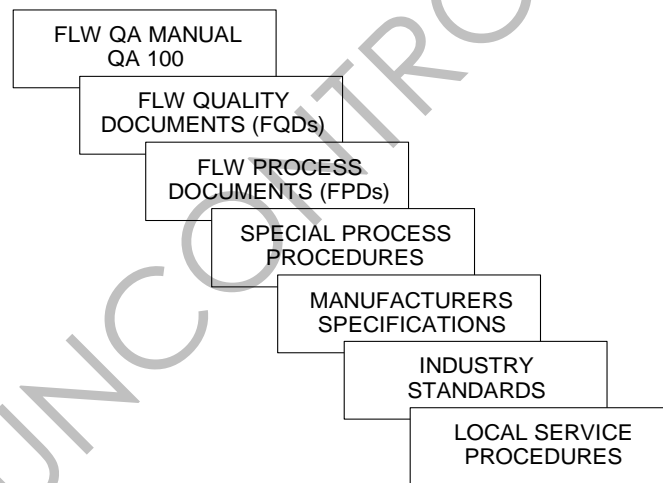 FLW QA MANUAL
QA 100
FLW QUALITY
DOCUMENTS (FQDs)
FLW PROCESS
DOCUMENTS (FPDs)
SPECIAL PROCESS
PROCEDURES
MANUFACTURERS
SPECIFICATIONS
INDUSTRY
STANDARDS
LOCAL SERVICE
PROCEDURES
UNCONTRO